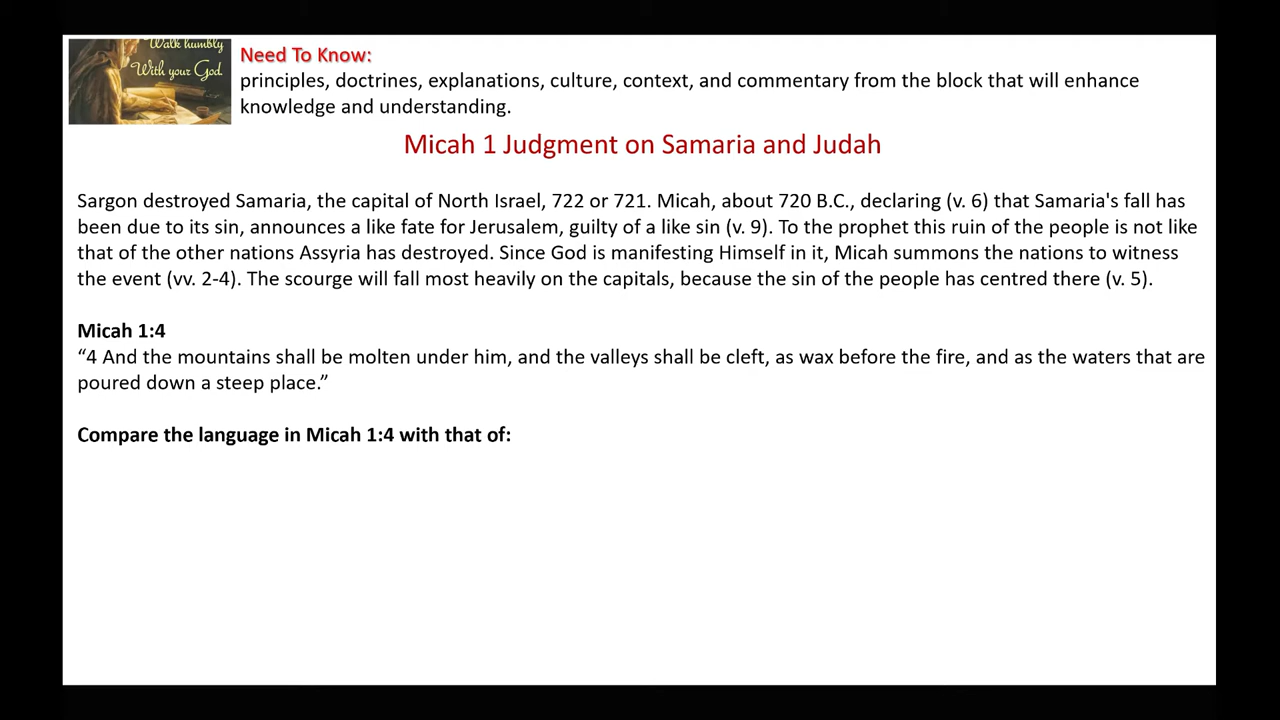 Walk humbly
With your God.
Need To Know:
principles, doctrines, explanations, culture, context, and commentary from the block that will enhance
knowledge and understanding.
Micah 1 Judgment on Samaria and Judah
Sargon destroyed Samaria, the capital of North Israel, 722 or 721. Micah, about 720 B.C., declaring (v. 6) that Samaria's fall has
been due to its sin, announces a like fate for Jerusalem, guilty of a like sin (v. 9). To the prophet this ruin of the people is not like
that of the other nations Assyria has destroyed. Since God is manifesting Himself in it, Micah summons the nations to witness
the event (vv. 2-4). The scourge will fall most heavily on the capitals, because the sin of the people has centred there (v. 5).
Micah 1:4
“4 And the mountains shall be molten under him, and the valleys shall be cleft, as wax before the fire, and as the waters that are
poured down a steep place.”
Compare the language in Micah 1:4 with that of: